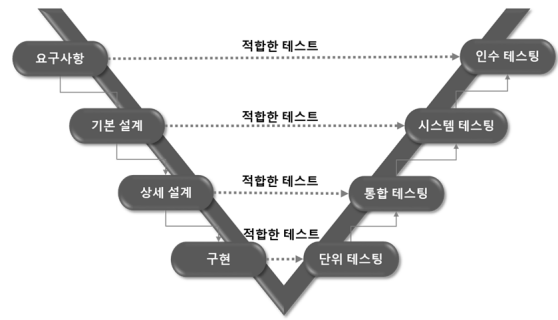 적합한 테스트
요구사항
인수 테스팅
적합한 테스트
기본 설계
시스템 테스팅
적합한 테스트
상세 설계
통합 테스팅
적합한 테스트
구현
단위 테스팅